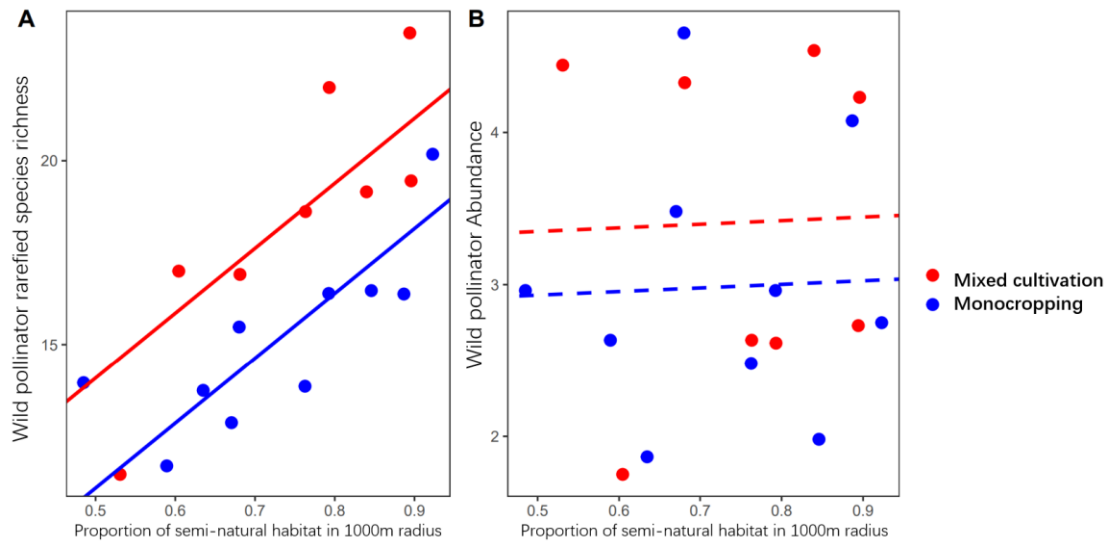 A
Wild pollinator rarefied species richness
20
15
0.5 0.6 0.7 0.8 0.9
Proportion of semi-natural habitat in 1000m radius
B
Wild pollinator Abundance
4
3
2
0.5 0.6 0.7 0.8 0.9
Proportion of semi-natural habitat in 1000m radius
Mixed cultivation
Monocropping